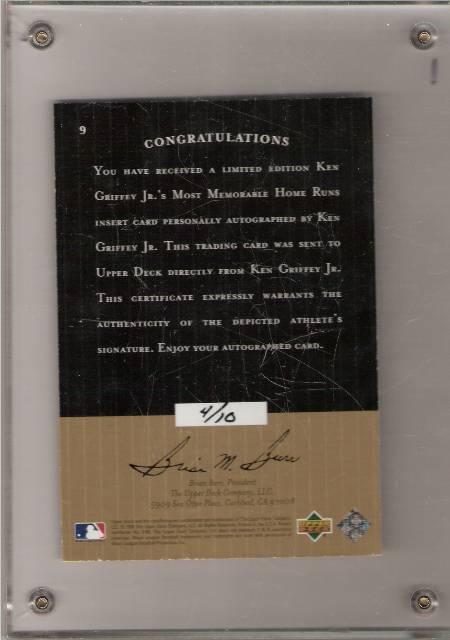 9
CONGRATULATIONS
YOU HAVE RECEIVED A LIMITED EDITION KEN
GRIFFEY JR.'S MOST MEMORABLE HOME RUNS
INSERT CARD PERSONALLY AUTOGRAPHED BY KEN
GRIFFEY JR. THIS TRADING CARD WAS SENT TO
UPPER DECK DIRECTLY FROM KEN GRIFFEY JR.
THIS CERTIFICATE EXPRESSLY WARRANTS THE
AUTHENTICITY OF THE DEPICTED ATHLETE'S
SIGNATURE. ENJOY YOUR AUTOGRAPHED CARD.
4/10
Brian M. Burr
Brian Burr, President
The Upper Deck Company, LLC.
5909 Sea Otter Place, Carlsbad, CA 92008